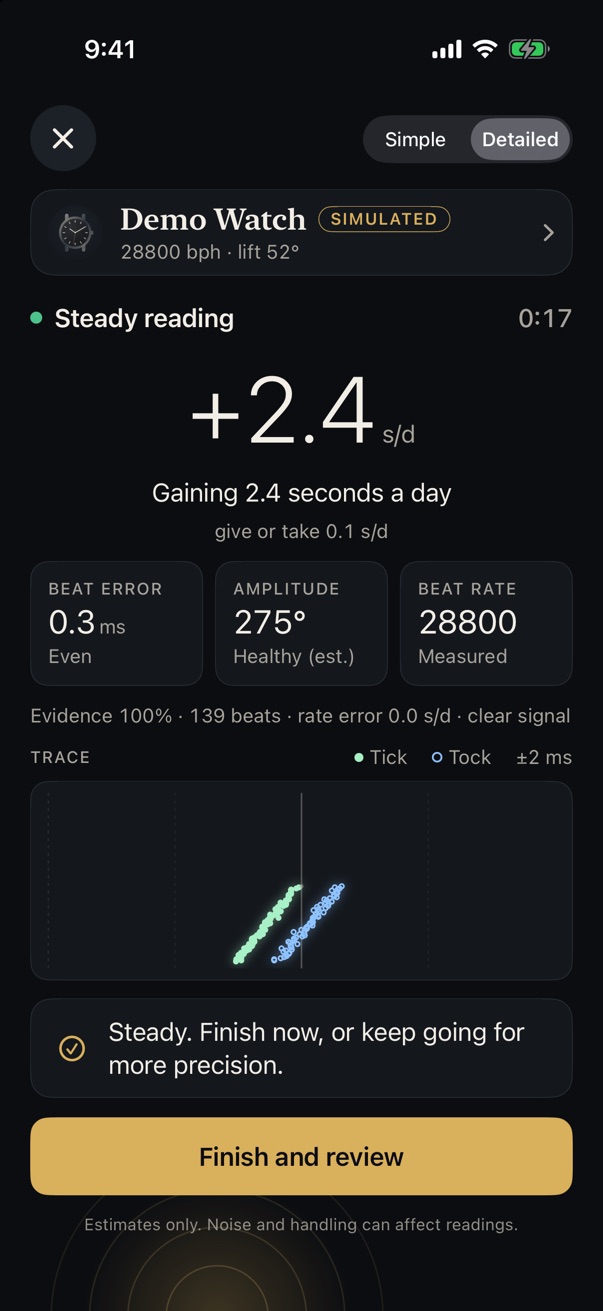 9:41
Simple
Detailed
Demo Watch SIMULATED
28800 bph · lift 52°
Steady reading
0:17
+2.4 s/d
Gaining 2.4 seconds a day
give or take 0.1 s/d
BEAT ERROR
0.3 ms
Even
AMPLITUDE
275°
Healthy (est.)
BEAT RATE
28800
Measured
Evidence 100% · 139 beats · rate error 0.0 s/d · clear signal
TRACE
Tick
Tock
±2 ms
Steady. Finish now, or keep going for
more precision.
Finish and review
Estimates only. Noise and handling can affect readings.